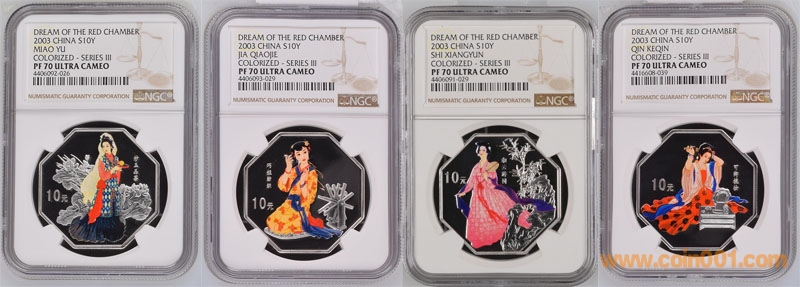 DREAM OF THE RED CHAMBER
2003 CHINA S10Y
MIAO YU
COLORIZED - SERIES III
PF 70 ULTRA CAMEO
4406092-026
NUMISMATIC GUARANTY CORPORATION
NGC
10元
DREAM OF THE RED CHAMBER
2003 CHINA S10Y
JIA QIAOJIE
COLORIZED - SERIES III
PF 70 ULTRA CAMEO
4406093-029
NUMISMATIC GUARANTY CORPORATION
NGC
10元
DREAM OF THE RED CHAMBER
2003 CHINA S10Y
SHI XIANGYUN
COLORIZED - SERIES III
PF 70 ULTRA CAMEO
4406091-029
NUMISMATIC GUARANTY CORPORATION
NGC
10元
DREAM OF THE RED CHAMBER
2003 CHINA S10Y
QIN KEQIN
COLORIZED - SERIES III
PF 70 ULTRA CAMEO
4416608-039
NUMISMATIC GUARANTY CORPORATION
NGC
10元
www.coin001.com